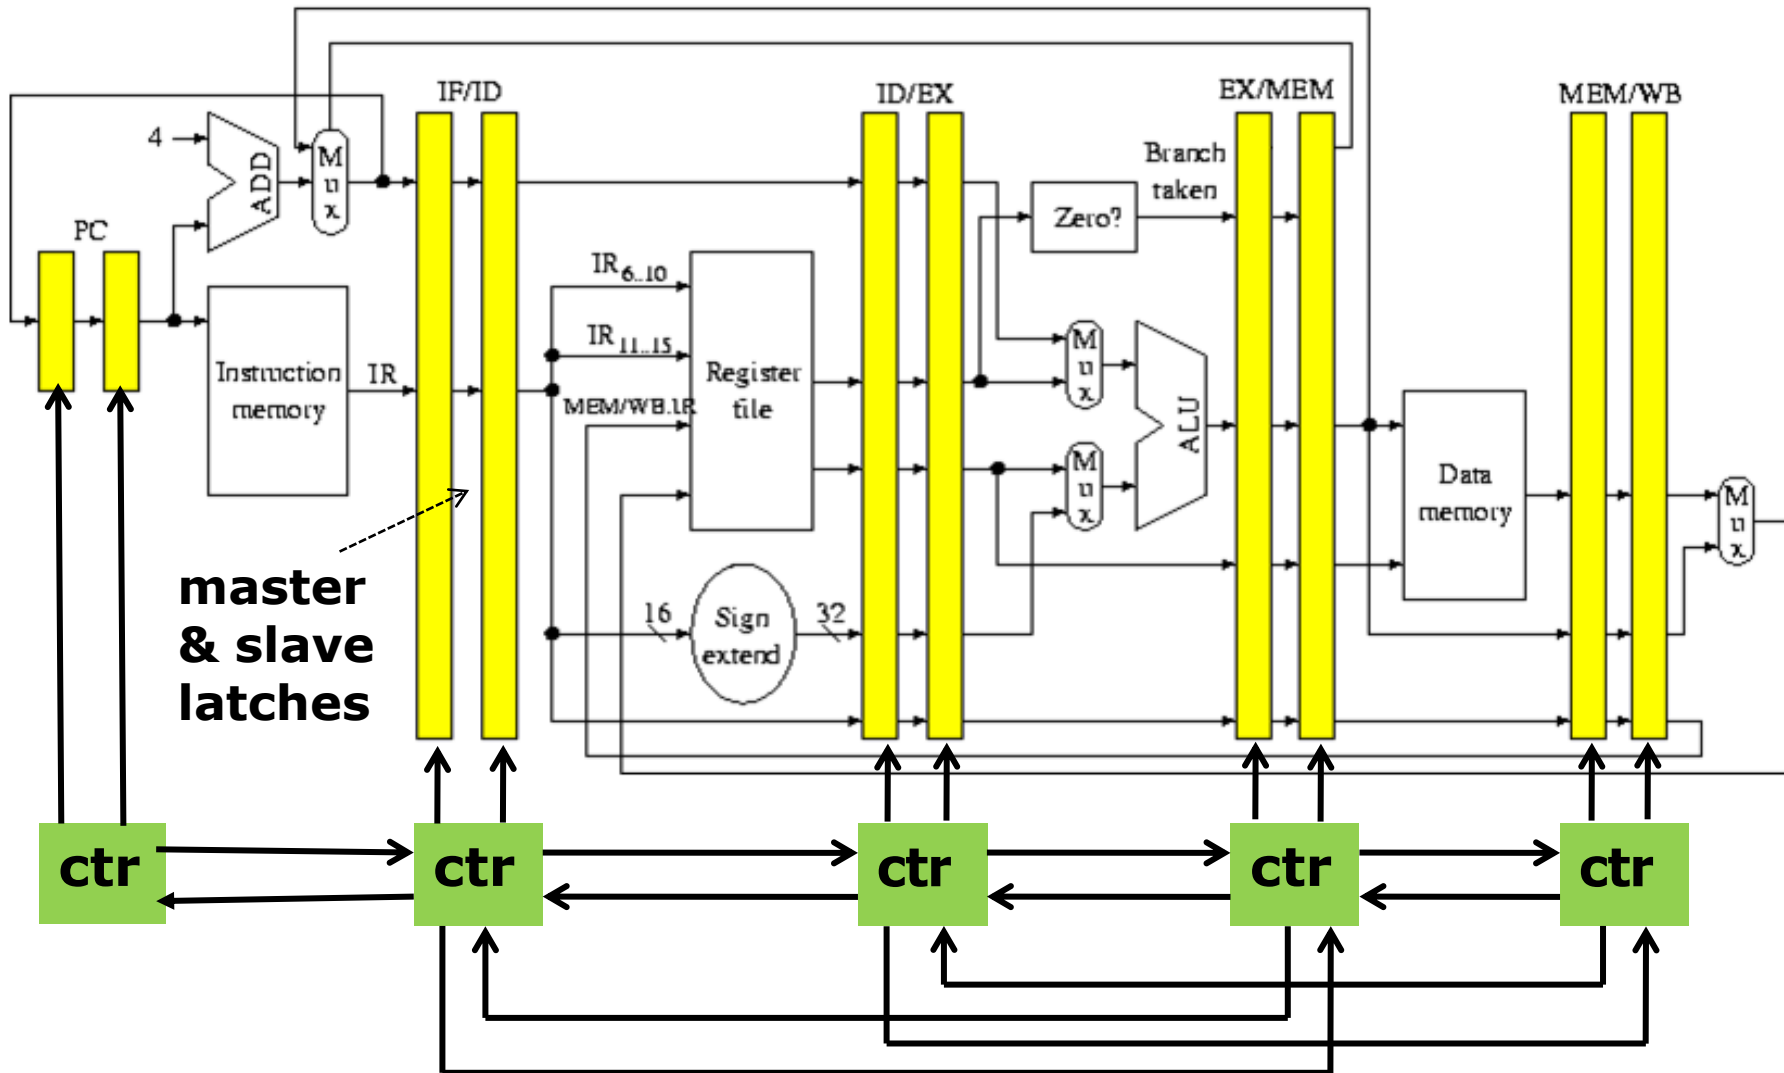 IF/ID
ID/EX
EX/MEM
MEM/WB
4
ADD
M
u
x
Branch
taken
Zero?
PC
IR6..10
IR11..15
Instruction
memory
IR
Register
file
MEM/WB.IR
M
u
x
M
u
x
ALU
Data
memory
M
u
x
master
& slave
latches
16
Sign
extend
32
ctr
ctr
ctr
ctr
ctr